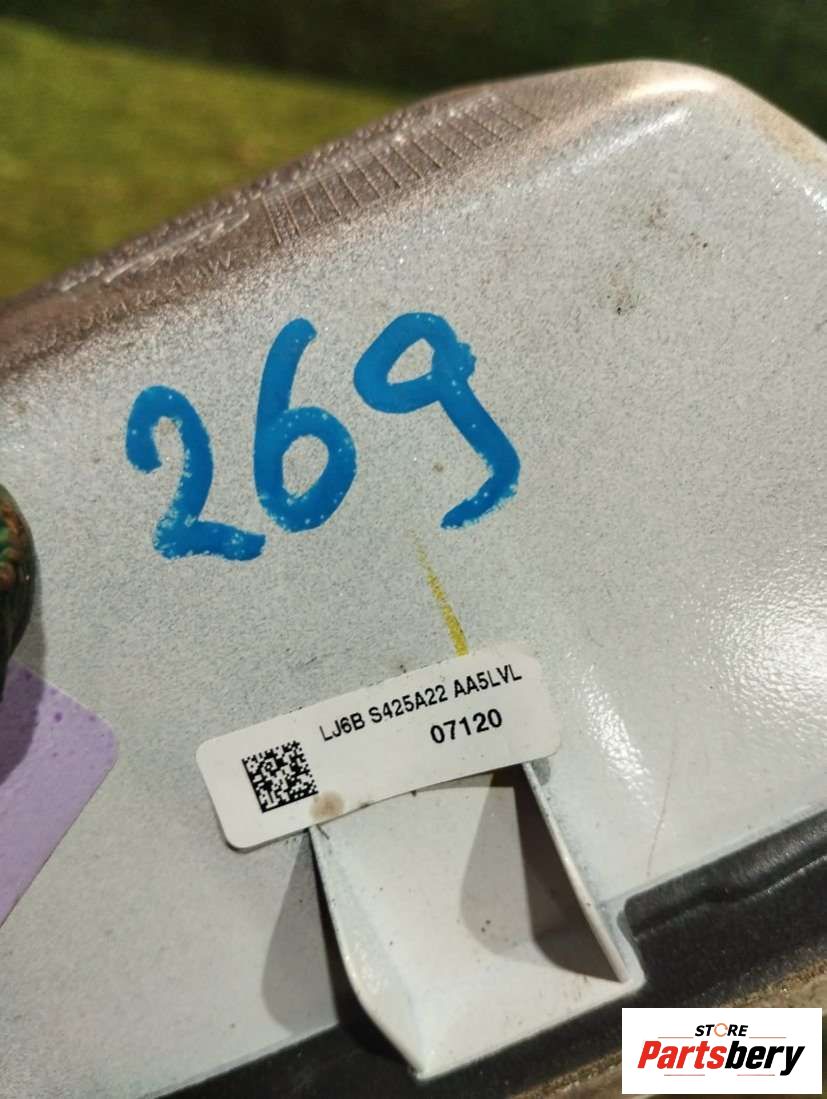 269
LJ6B S425A22 AA5LVL
07120
STORE
Partsbery